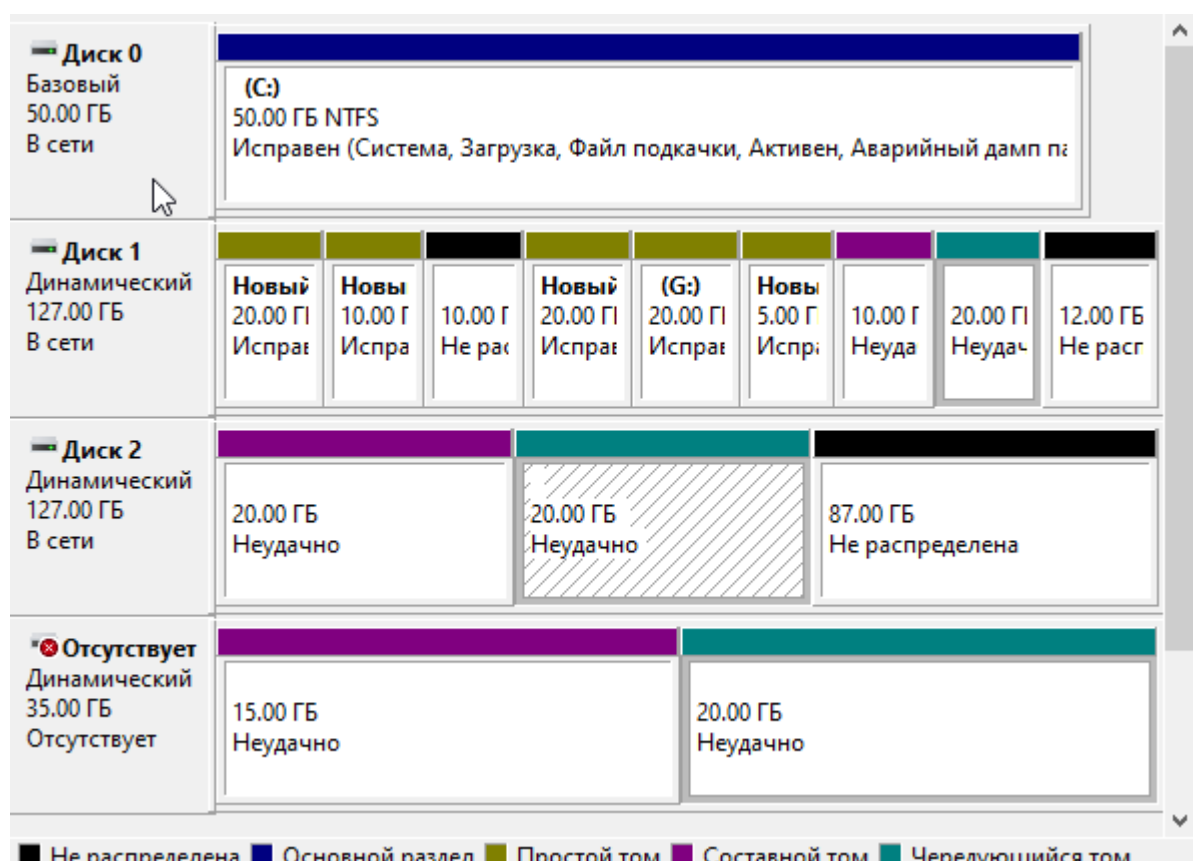 Диск 0
Базовый
50.00 ГБ
В сети
(C:)
50.00 ГБ NTFS
Исправен (Система, Загрузка, Файл подкачки, Активен, Аварийный дамп па
Диск 1
Динамический
127.00 ГБ
В сети
Новый
20.00 ГІ
Исправ
Новы
10.00 Г
Испра
10.00 Г
Не рас
Новый
20.00 ГІ
Исправ
(G:)
20.00 ГІ
Исправ
Новы
5.00 Г
Испра
10.00 Г
Неуда
20.00 ГІ
Неудач
12.00 ГБ
Не расп
Диск 2
Динамический
127.00 ГБ
В сети
20.00 ГБ
Неудачно
20.00 ГБ
Неудачно
87.00 ГБ
Не распределена
Отсутствует
Динамический
35.00 ГБ
Отсутствует
15.00 ГБ
Неудачно
20.00 ГБ
Неудачно
Не распределена Основной раздел Простой том Составной том Чередующийся том